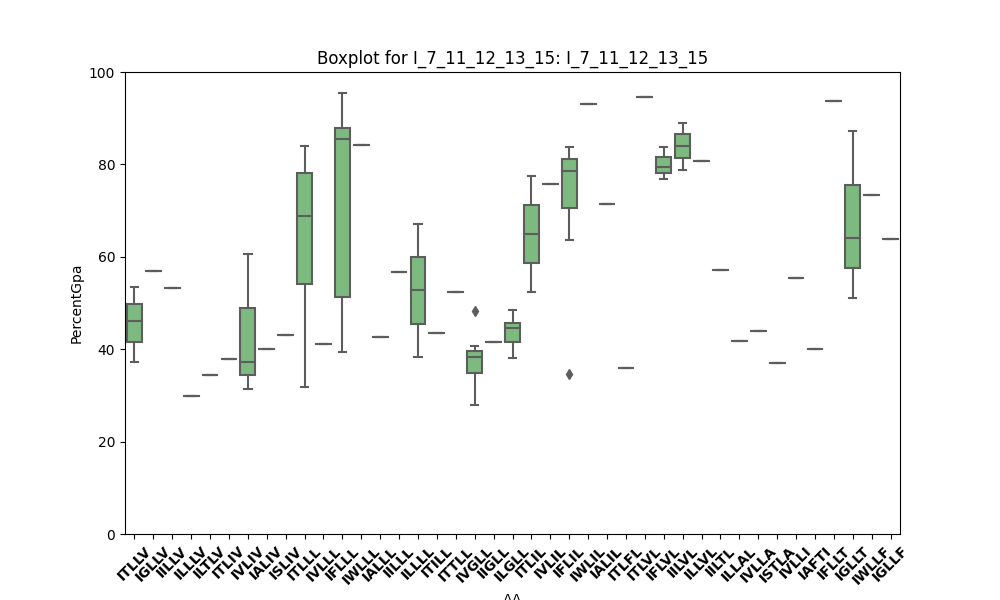 Boxplot for I_7_11_12_13_15: I_7_11_12_13_15
PercentGpa
100
80
60
40
20
0
ITLLV IGLLV IILLV ILLLV ILTLV ITLIV IVLIV IALIV ISLIV ITLLL IVLLL IFLLL IWLLL IALLL IILLL ILLLL ITILL ITTLL IVGLL IIGLL ILGLL ITLIL IVLIL IFLIL IWLIL IALIL ITLFL ITLVL IFLVL IILVL ILLVL IILTL ILLAL IVLLA ISTLA IVLLI IAFTI IFLLT IGLLT IWLLF IGLLF
AA